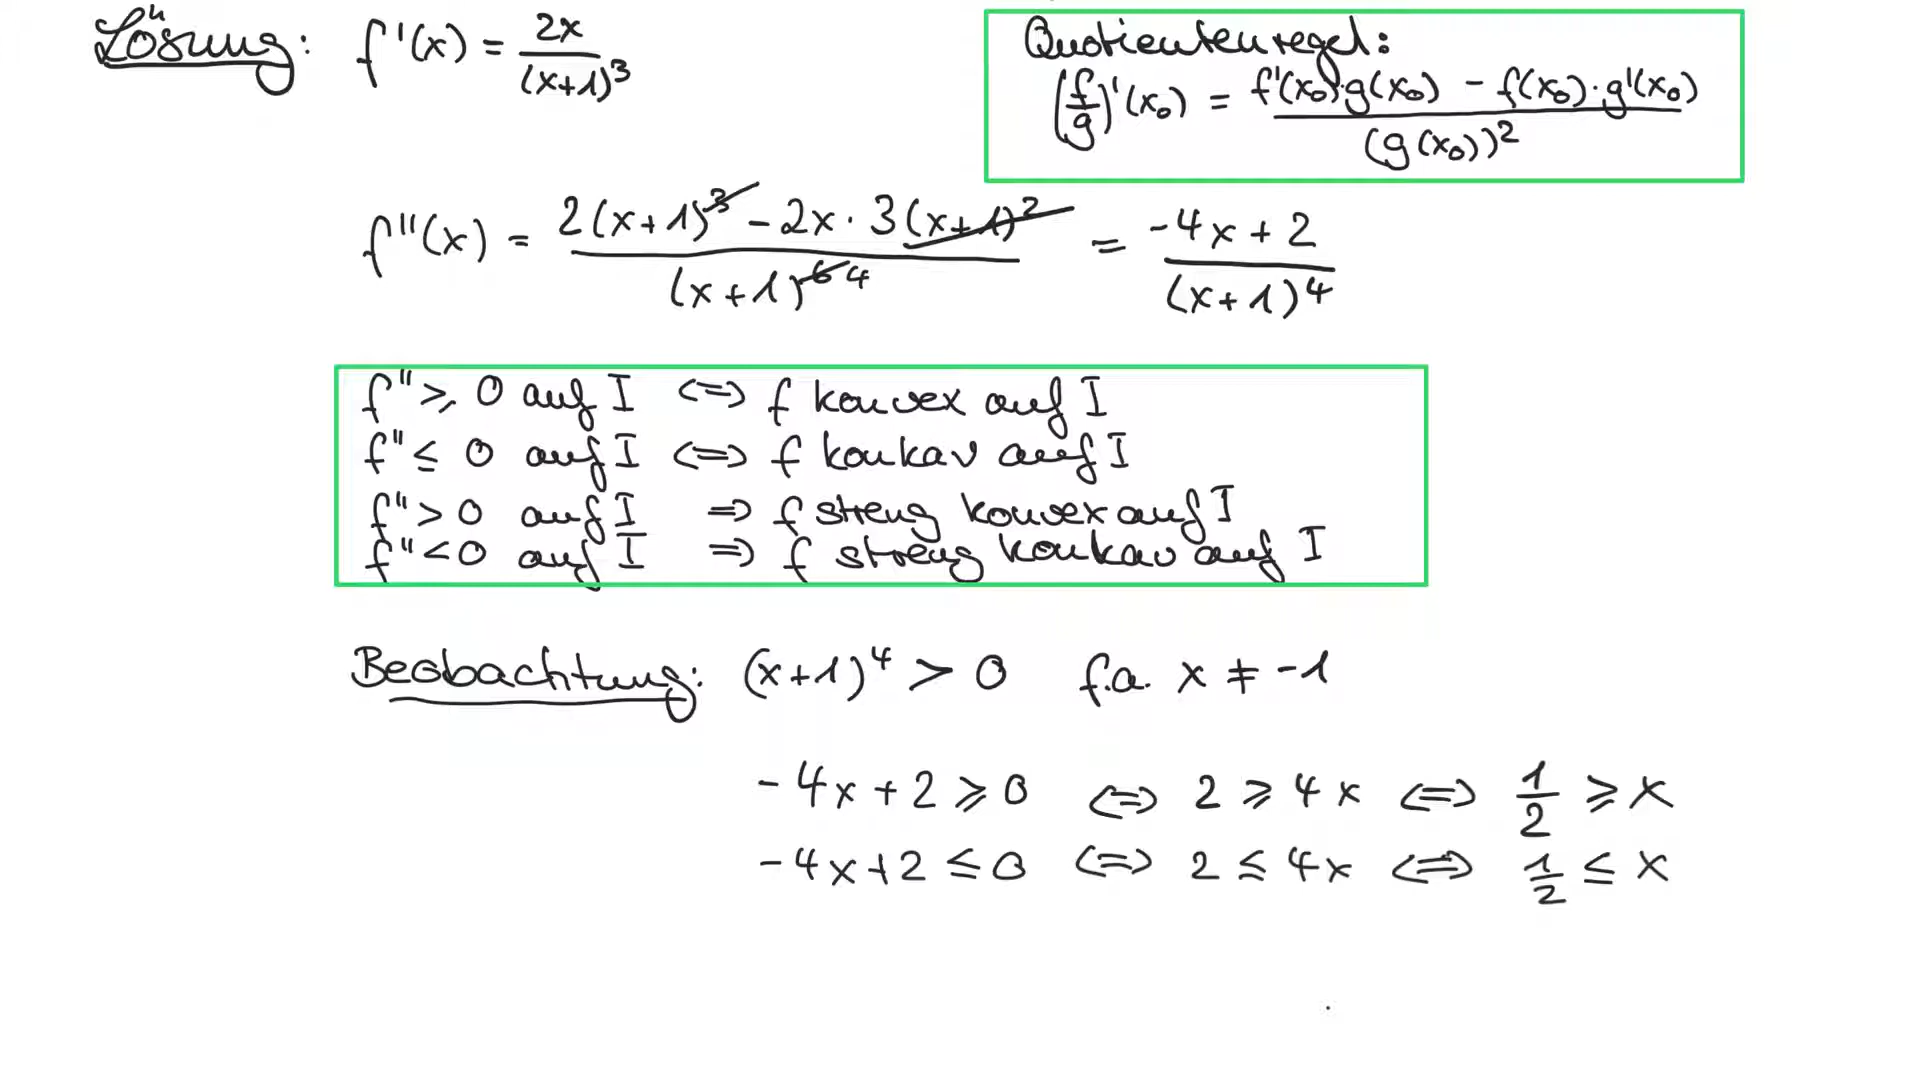 Lösung: f'(x) = 2x / (x+1)^3
Quotientenregel:
(f/g)'(x₀) = (f'(x₀)·g(x₀) - f(x₀)·g'(x₀)) / (g(x₀))²
f''(x) = (2(x+1)^3 - 2x · 3(x+1)^2) / (x+1)^6 4 = (-4x + 2) / (x+1)^4
f'' ≥ 0 auf I <=> f konvex auf I
f'' ≤ 0 auf I <=> f konkav auf I
f'' > 0 auf I => f streng konvex auf I
f'' < 0 auf I => f streng konkav auf I
Beobachtung: (x+1)^4 > 0 f.a. x ≠ -1
-4x + 2 ≥ 0 <=> 2 ≥ 4x <=> 1/2 ≥ x
-4x + 2 ≤ 0 <=> 2 ≤ 4x <=> 1/2 ≤ x